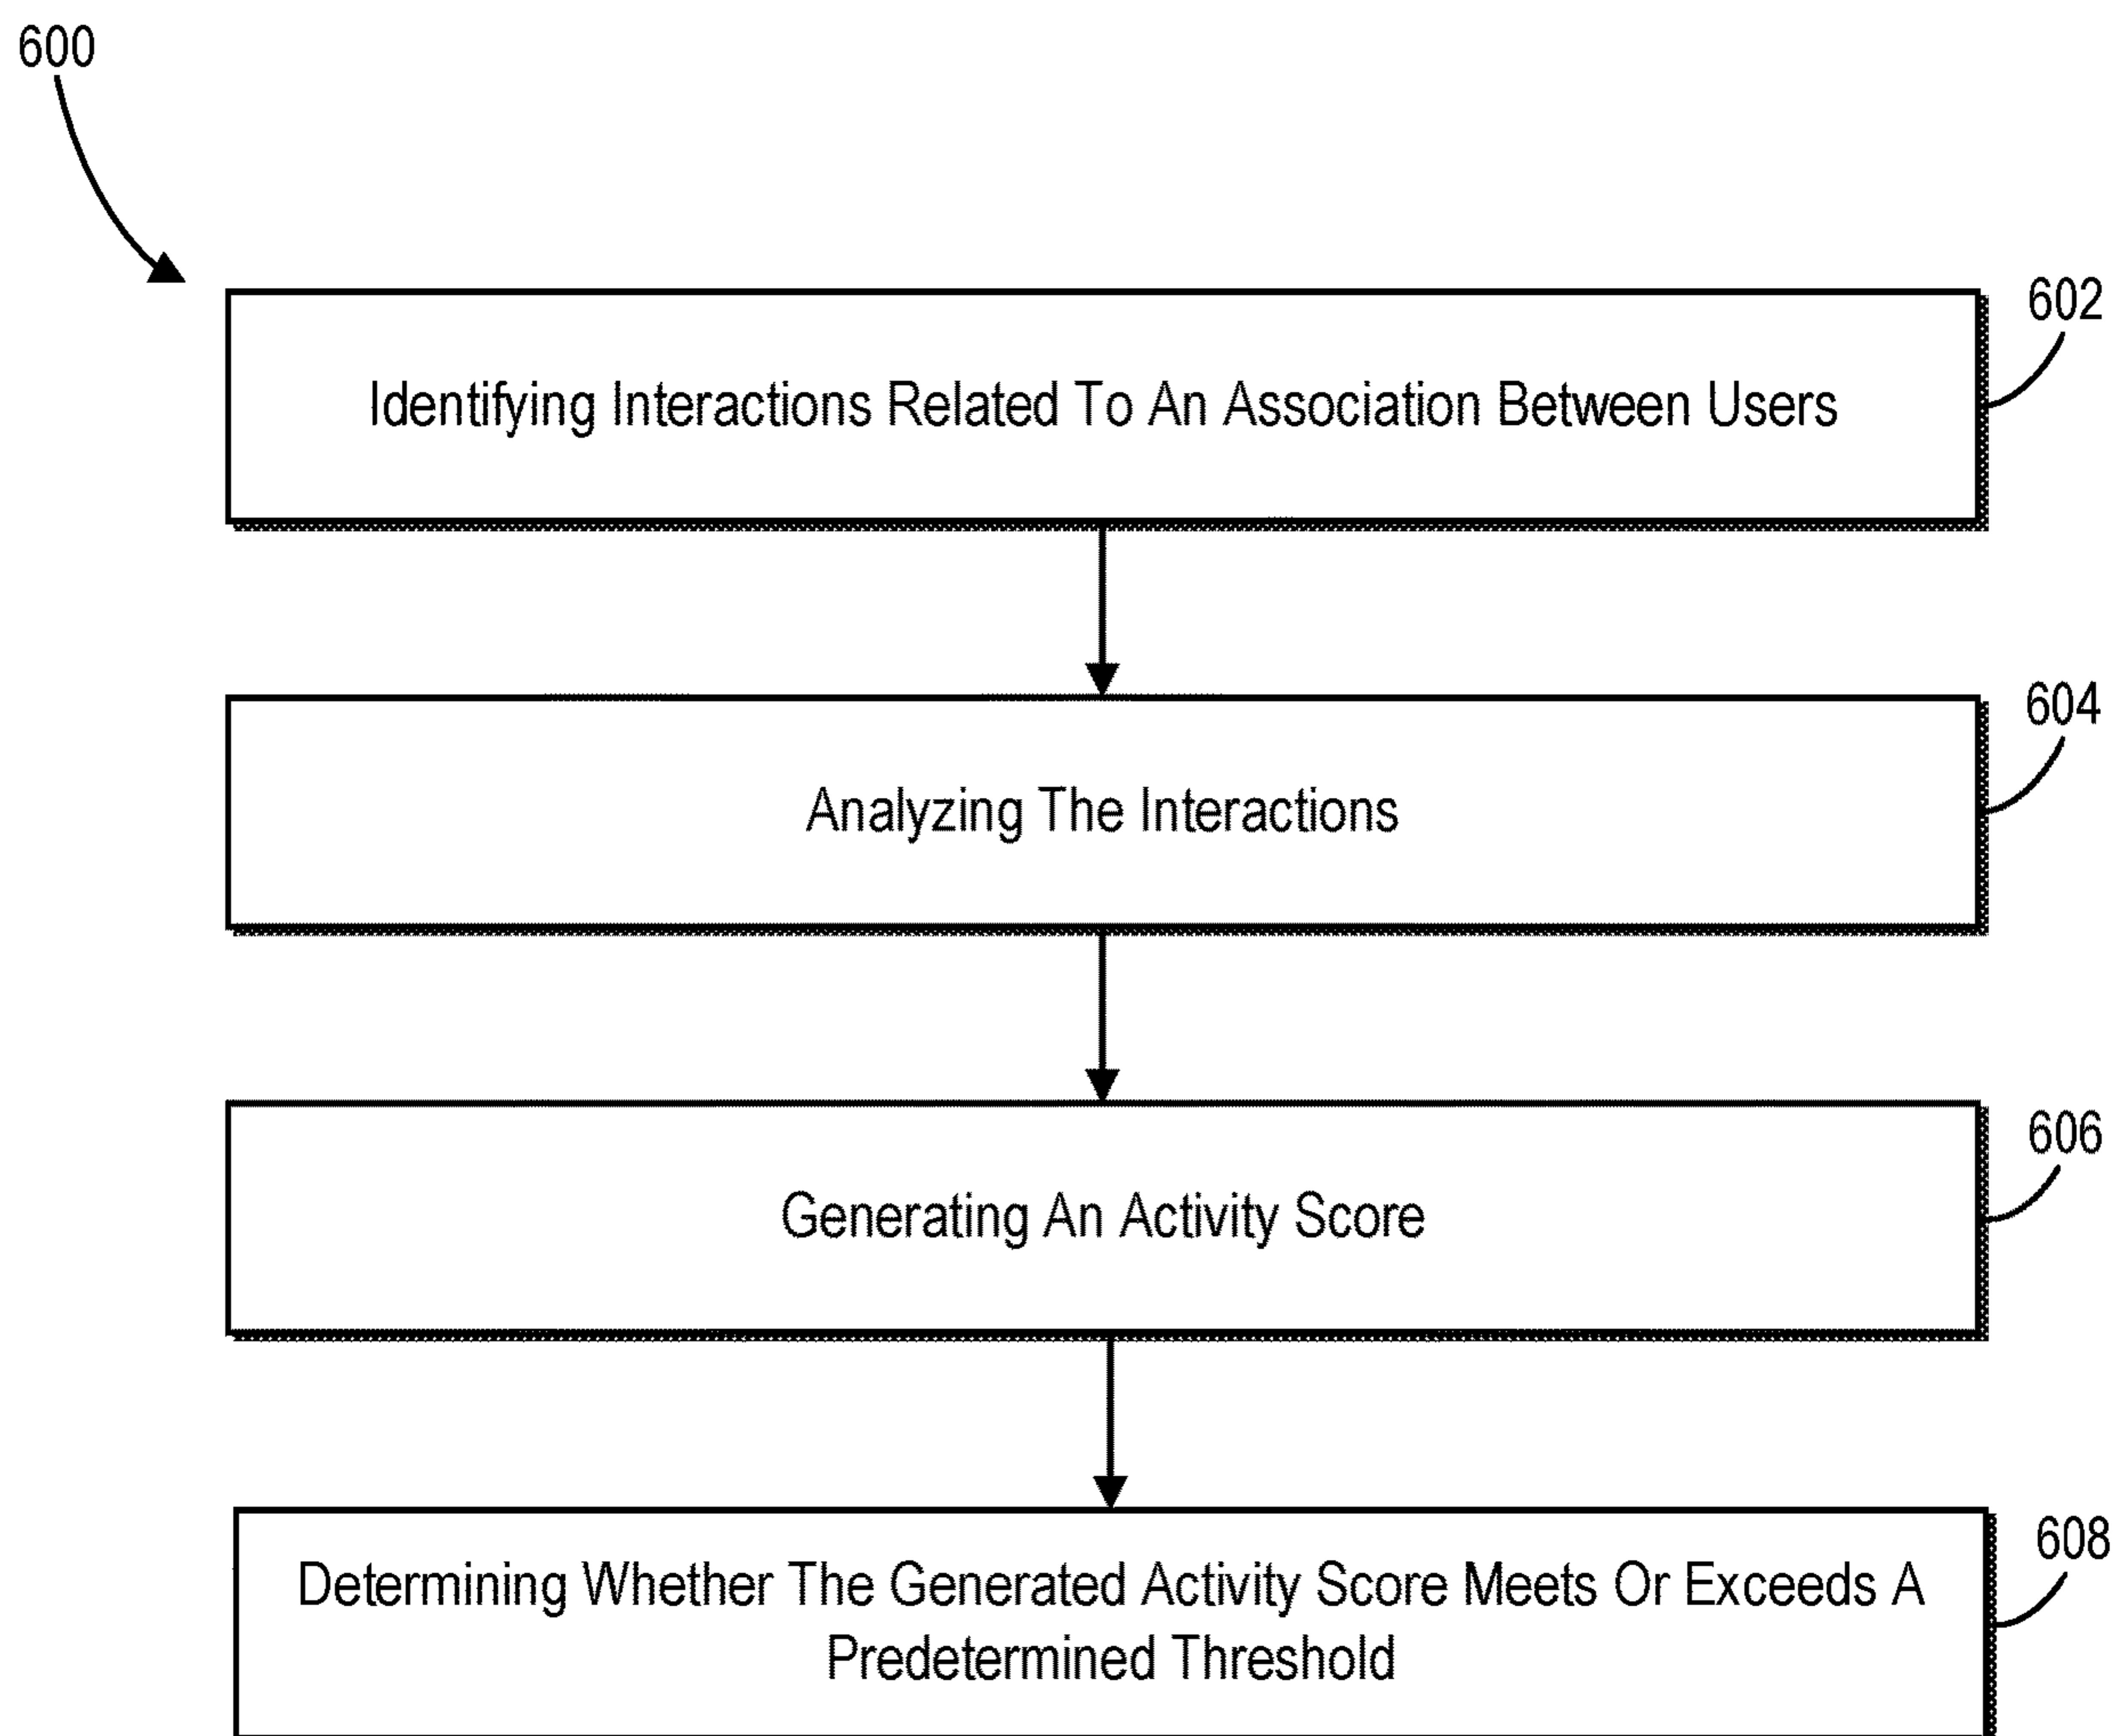 600
602
Identifying Interactions Related To An Association Between Users
604
Analyzing The Interactions
606
Generating An Activity Score
608
Determining Whether The Generated Activity Score Meets Or Exceeds A
Predetermined Threshold